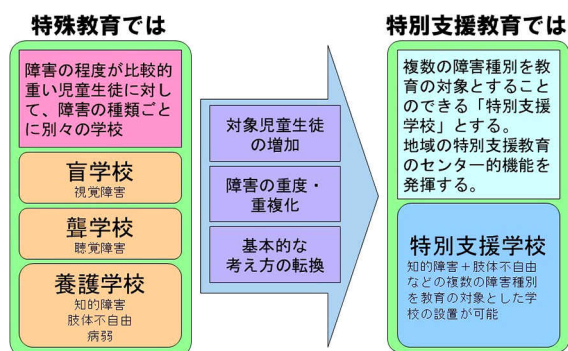 特殊教育では
障害の程度が比較的
重い児童生徒に対し
て、障害の種類ごと
に別々の学校
盲学校
視覚障害
聾学校
聴覚障害
養護学校
知的障害
肢体不自由
病弱
対象児童生徒
の増加
障害の重度・
重複化
基本的な
考え方の転換
特別支援教育では
複数の障害種別を教
育の対象とすること
のできる「特別支援
学校」とする。
地域の特別支援教育
のセンター的機能を
発揮する。
特別支援学校
知的障害＋肢体不自由
などの複数の障害種別
を教育の対象とした学
校の設置が可能